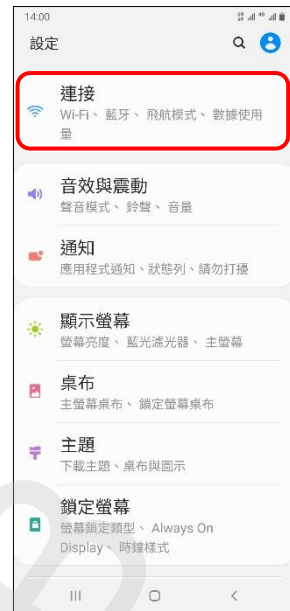 14:00
設定
連接
Wi-Fi、 藍牙、 飛航模式、 數據使用
量
音效與震動
聲音模式、 鈴聲、 音量
通知
應用程式通知、狀態列、請勿打擾
顯示螢幕
螢幕亮度、 藍光濾光器、 主螢幕
桌布
主螢幕桌布、 鎖定螢幕桌布
主題
下載主題、桌布與圖示
鎖定螢幕
螢幕鎖定類型、 Always On
Display、 時鐘樣式